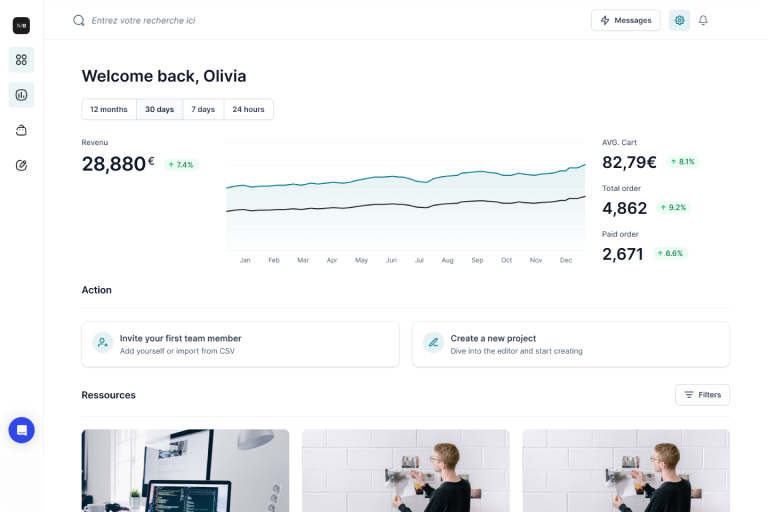 Entrez votre recherche ici
Messages
Welcome back, Olivia
12 months
30 days
7 days
24 hours
Revenu
28,880€
7.4%
Jan
Feb
Mar
Apr
May
Jun
Jul
Aug
Sep
Oct
Nov
Dec
AVG. Cart
82,79€
8.1%
Total order
4,862
9.2%
Paid order
2,671
6.6%
Action
Invite your first team member
Add yourself or import from CSV
Create a new project
Dive into the editor and start creating
Ressources
Filters